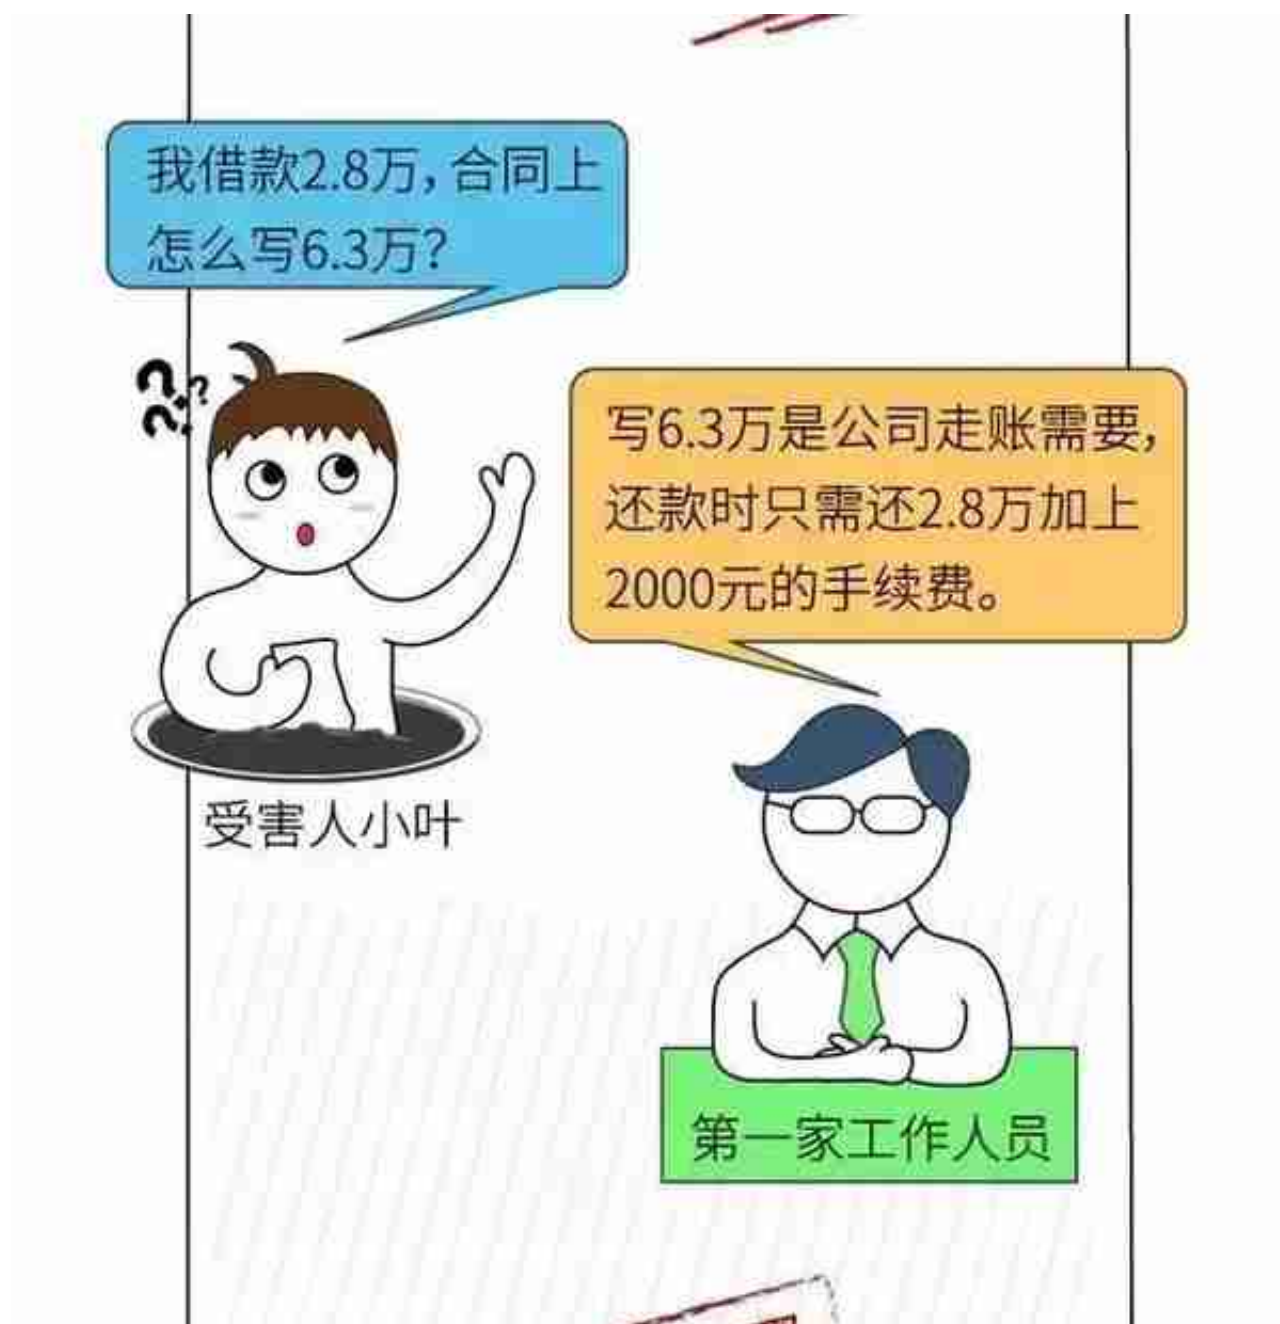 我借款2.8万，合同上
怎么写6.3万？
???
写6.3万是公司走账需要，
还款时只需还2.8万加上
2000元的手续费。
受害人小叶
第一家工作人员